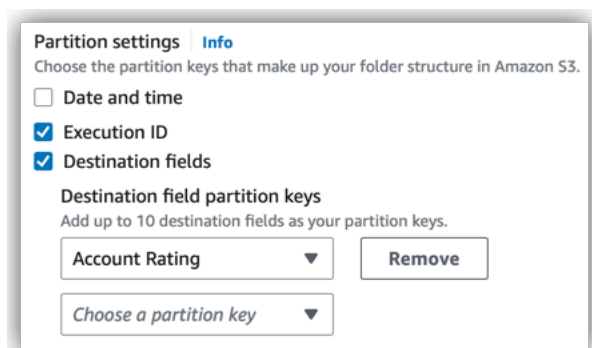 Partition settings Info
Choose the partition keys that make up your folder structure in Amazon S3.
Date and time
Execution ID
Destination fields
Destination field partition keys
Add up to 10 destination fields as your partition keys.
Account Rating Remove
Choose a partition key